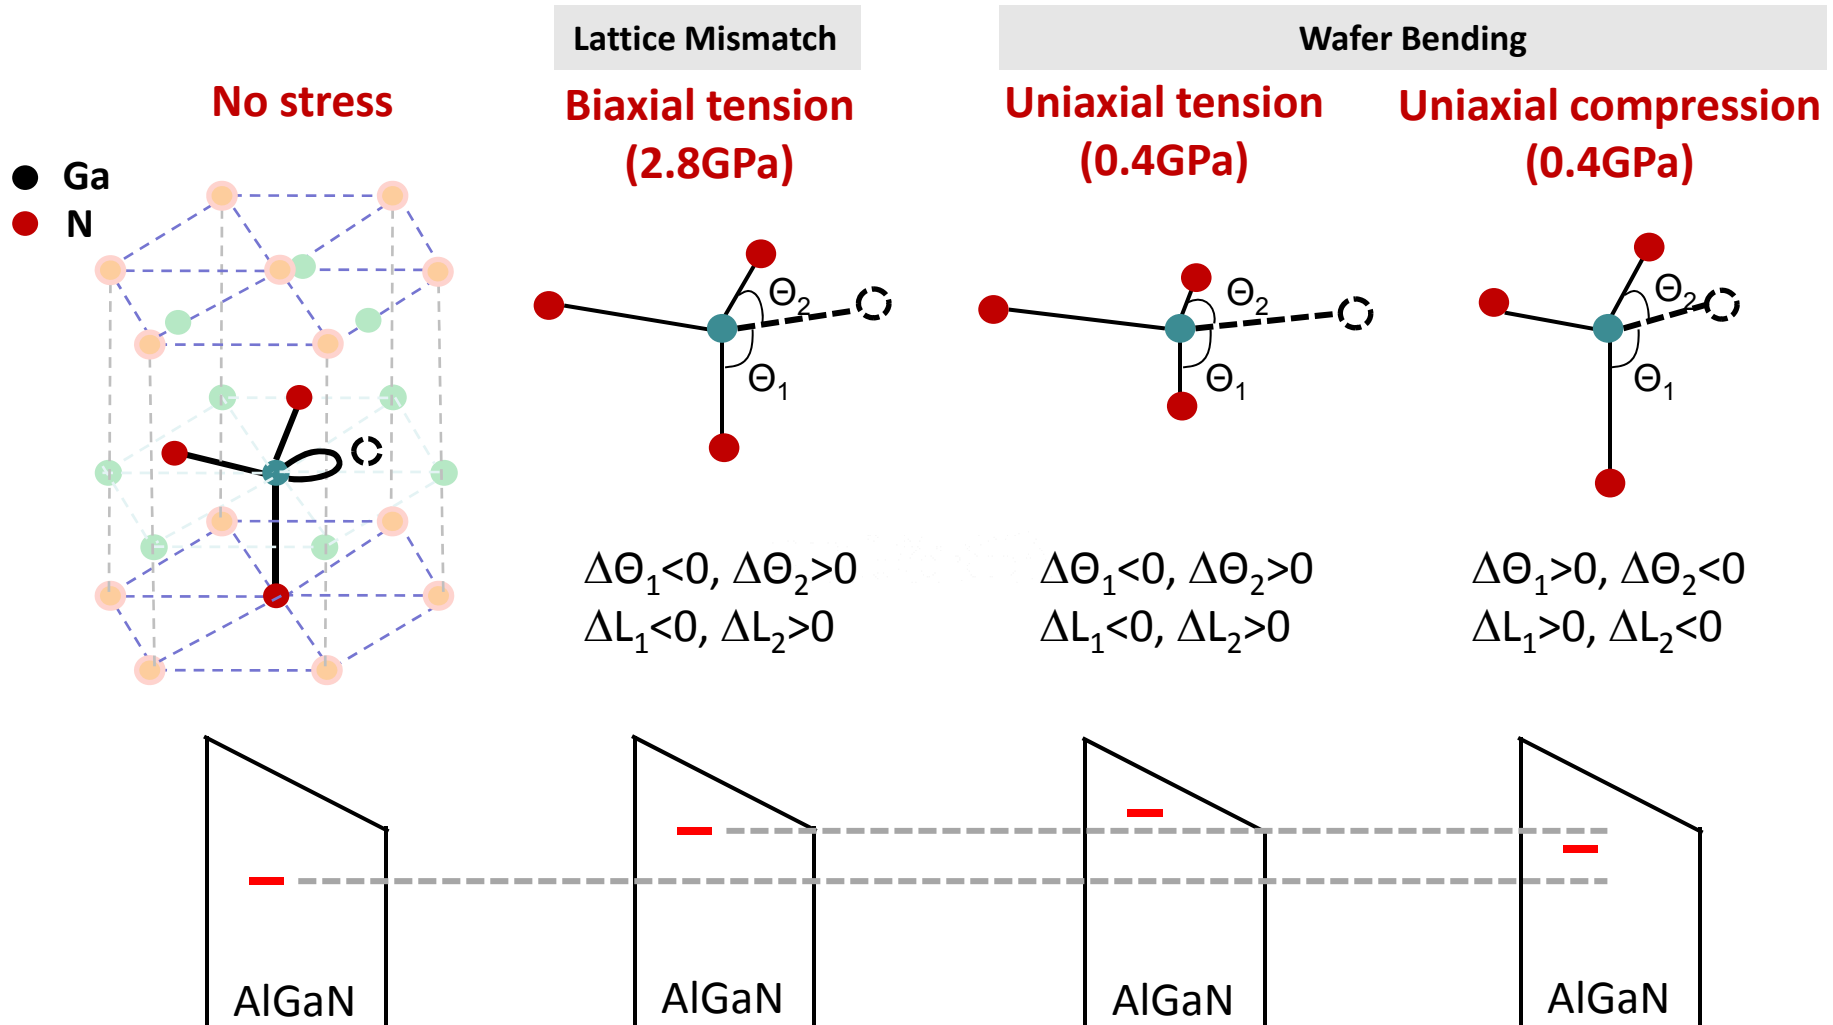 Lattice Mismatch
Wafer Bending
No stress
Biaxial tension
(2.8GPa)
Uniaxial tension
(0.4GPa)
Uniaxial compression
(0.4GPa)
Ga
N
Θ2
Θ1
Θ2
Θ1
Θ2
Θ1
ΔΘ1<0, ΔΘ2>0
ΔL1<0, ΔL2>0
ΔΘ1<0, ΔΘ2>0
ΔL1<0, ΔL2>0
ΔΘ1>0, ΔΘ2<0
ΔL1>0, ΔL2<0
AlGaN
AlGaN
AlGaN
AlGaN